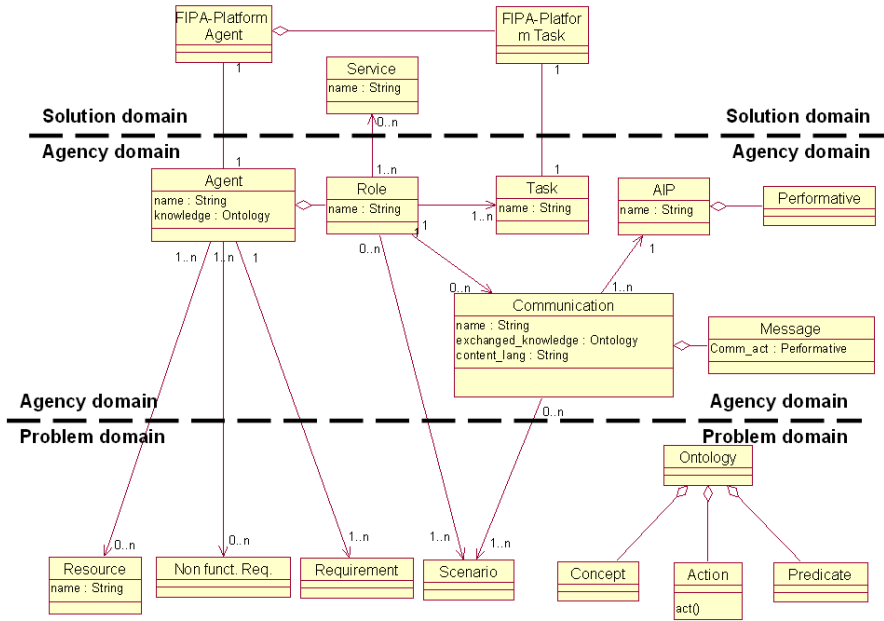 FIPA-Platform
Agent
FIPA-Platfor
m Task
1
1
Service
name : String
0..n
Solution domain
Solution domain
Agency domain
Agency domain
1
1..n
1
Agent
name : String
knowledge : Ontology
Role
name : String
Task
name : String
AIP
name : String
Performative
1..n
1..n
1
0..n
1
1
1..n
1
0..n
1..n
Communication
name : String
exchanged_knowledge : Ontology
content_lang : String
Message
Comm_act : Performative
Agency domain
Agency domain
0..n
Problem domain
Problem domain
Ontology
0..n
0..n
1..n
1..n
1..n
Resource
name : String
Non funct. Req.
Requirement
Scenario
Concept
Action
act()
Predicate